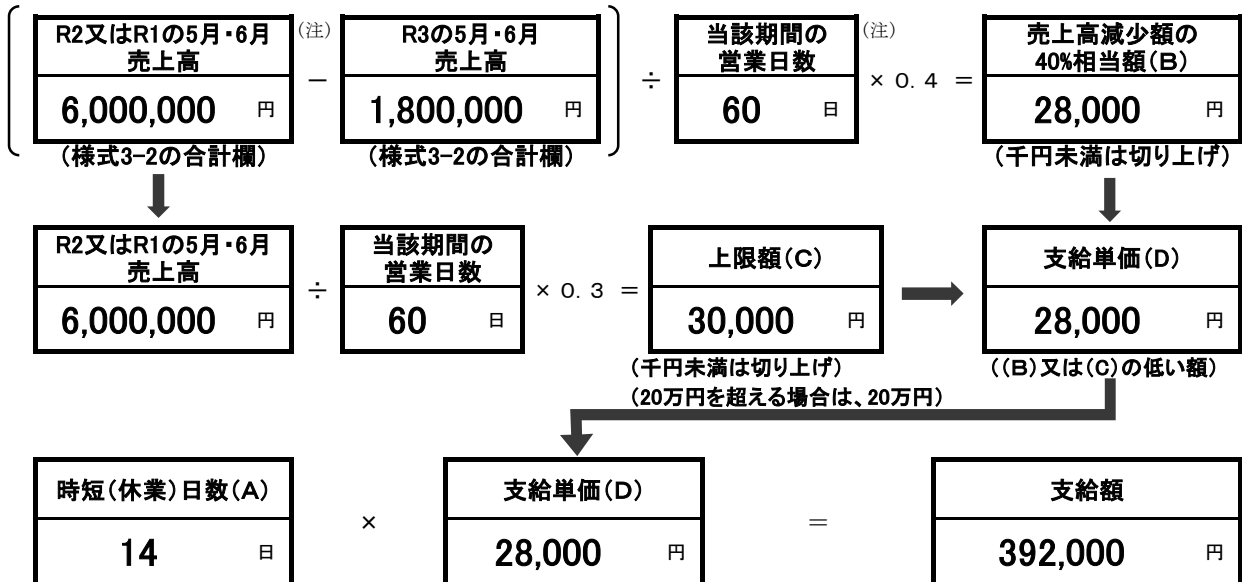 R2又はR1の5月・6月
売上高
(注)
R3の5月・6月
売上高
当該期間の
営業日数
(注)
売上高減少額の
40%相当額(B)
6,000,000 円
－
1,800,000 円
÷
60 日
×0.4＝
28,000 円
(様式3-2の合計欄)
(様式3-2の合計欄)
(千円未満は切り上げ)
R2又はR1の5月・6月
売上高
当該期間の
営業日数
上限額(C)
支給単価(D)
6,000,000 円
÷
60 日
×0.3＝
30,000 円
28,000 円
(千円未満は切り上げ)
((B)又は(C)の低い額)
(20万円を超える場合は、20万円)
時短(休業)日数(A)
支給単価(D)
支給額
14 日
×
28,000 円
＝
392,000 円